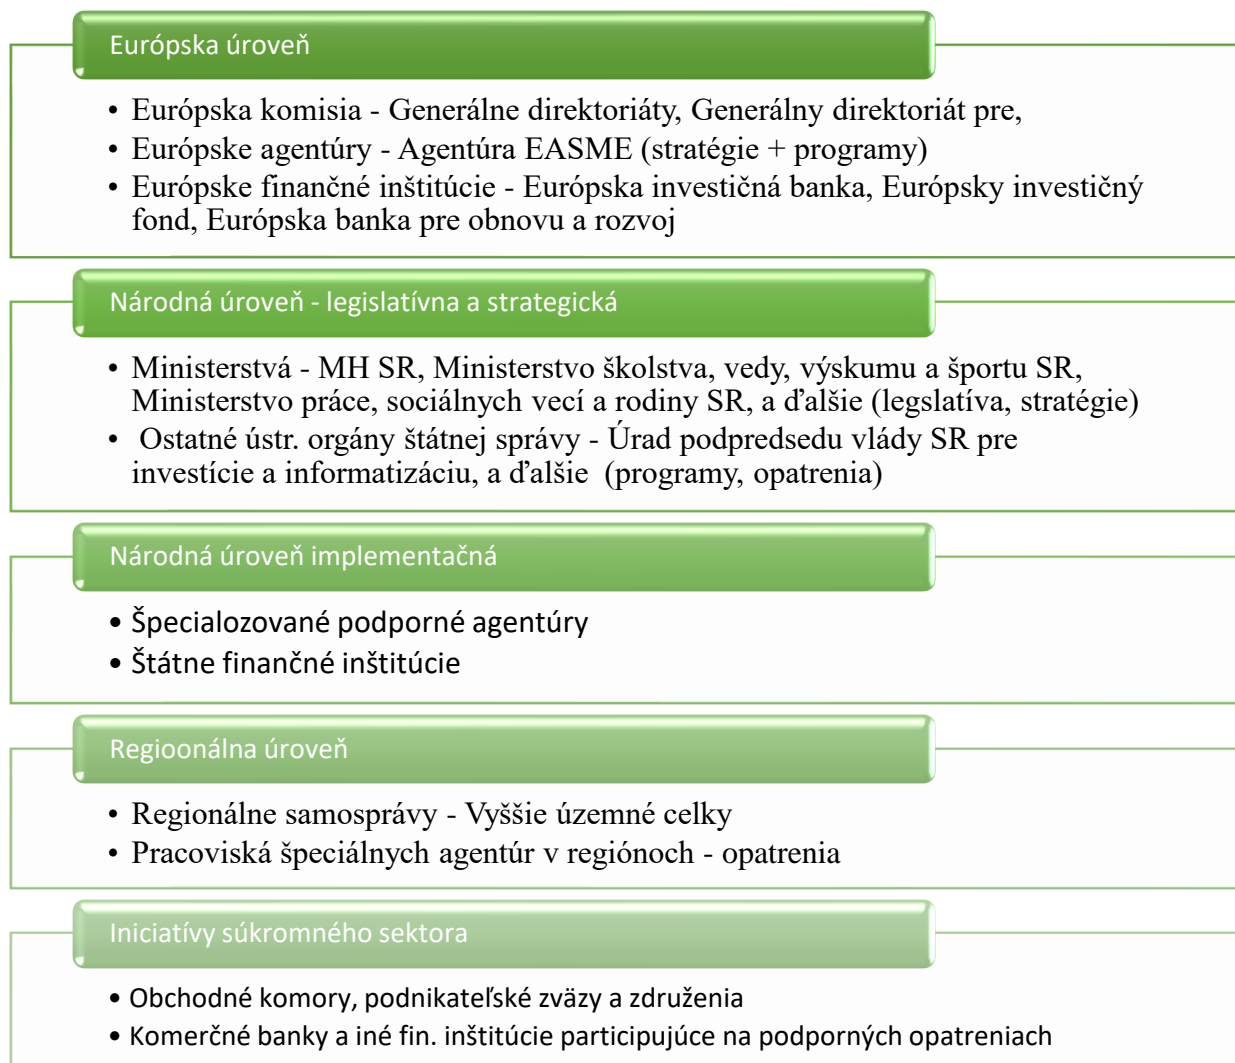 Európska úroveň
• Európska komisia - Generálne direktoriáty, Generálny direktoriát pre,
• Európske agentúry - Agentúra EASME (stratégie + programy)
• Európske finančné inštitúcie - Európska investičná banka, Európsky investičný
fond, Európska banka pre obnovu a rozvoj
Národná úroveň - legislatívna a strategická
• Ministerstvá - MH SR, Ministerstvo školstva, vedy, výskumu a športu SR,
Ministerstvo práce, sociálnych vecí a rodiny SR, a ďalšie (legslatíva, stratégie)
• Ostatné ústr. orgány štátnej správy - Úrad podpredsedu vlády SR pre
investície a informatizáciu, a ďalšie (programy, opatrenia)
Národná úroveň implementačná
• Špecialozované podporné agentúry
• Štátne finančné inštitúcie
Regioonálna úroveň
• Regionálne samosprávy - Vyššie územné celky
• Pracoviská špeciálnych agentúr v regiónoch - opatrenia
Iniciatívy súkromného sektora
• Obchodné komory, podnikateľské zväzy a združenia
• Komerčné banky a iné fin. inštitúcie participujúce na podporných opatreniach